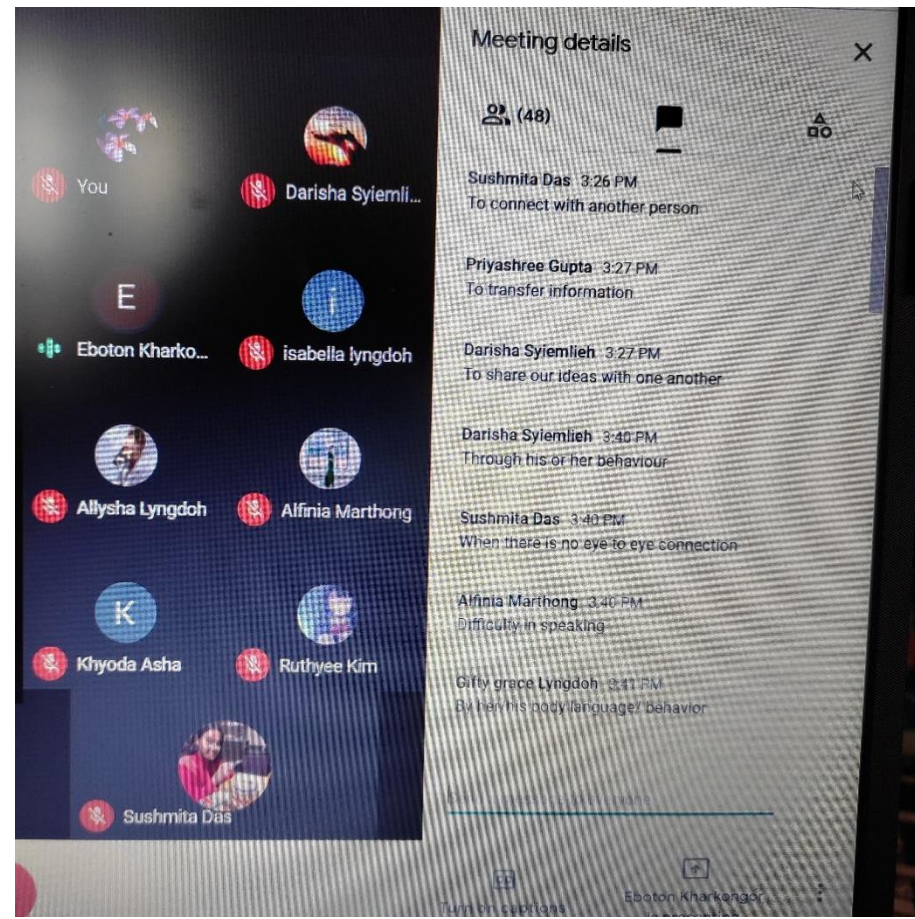 Meeting details
(48)
You
Darisha Syiemli...
E
Eboton Kharko...
i
isabella lyngdoh
Allysha Lyngdoh
Alfinia Marthong
K
Khyoda Asha
Ruthyee Kim
Sushmita Das
Sushmita Das 3:26 PM
To connect with another person
Priyashree Gupta 3:27 PM
To transfer information
Darisha Syiemlieh 3:27 PM
To share our ideas with one another
Darisha Syiemlieh 3:40 PM
Through his or her behaviour
Sushmita Das 3:40 PM
When there is no eye to eye connection
Alfinia Marthong 3:40 PM
Difficulty in speaking
Gifty grace Lyngdoh 3:41 PM
By her/his body language/ behavior
Turn on captions
Eboton Kharkongor